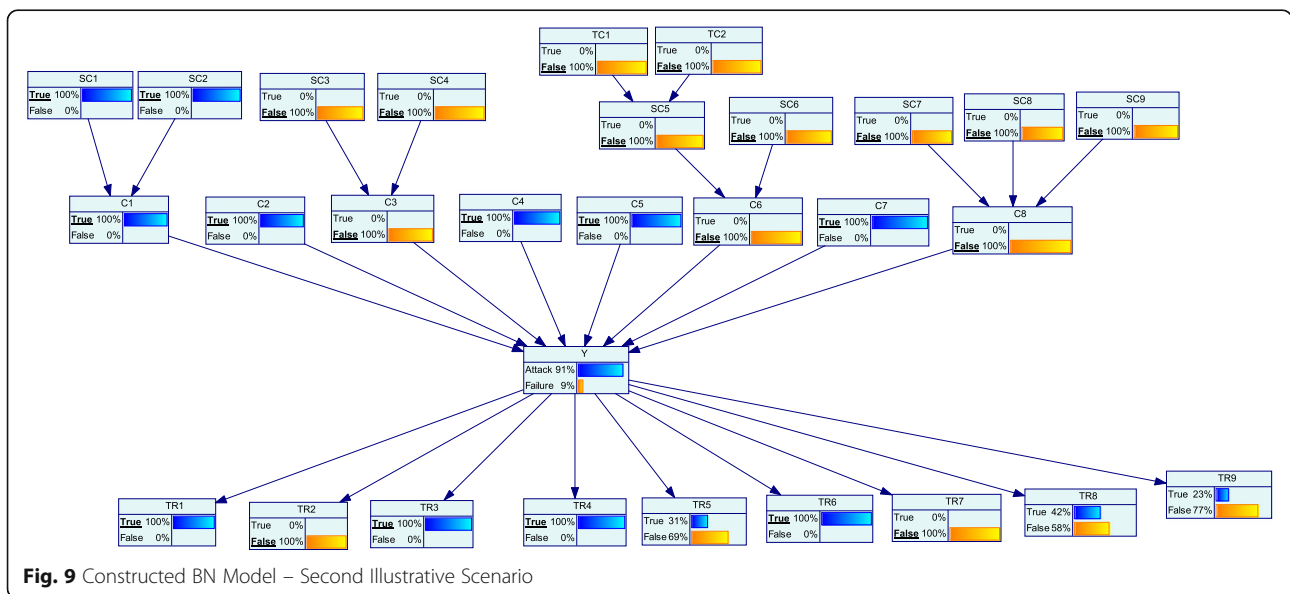 TC1
True 0%
False 100%
TC2
True 0%
False 100%
SC1
True 100%
False 0%
SC2
True 100%
False 0%
SC3
True 0%
False 100%
SC4
True 0%
False 100%
SC5
True 0%
False 100%
SC6
True 0%
False 100%
SC7
True 0%
False 100%
SC8
True 0%
False 100%
SC9
True 0%
False 100%
C1
True 100%
False 0%
C2
True 100%
False 0%
C3
True 0%
False 100%
C4
True 100%
False 0%
C5
True 100%
False 0%
C6
True 0%
False 100%
C7
True 100%
False 0%
C8
True 0%
False 100%
Y
Attack 91%
Failure 9%
TR1
True 100%
False 0%
TR2
True 0%
False 100%
TR3
True 100%
False 0%
TR4
True 100%
False 0%
TR5
True 31%
False 69%
TR6
True 100%
False 0%
TR7
True 0%
False 100%
TR8
True 42%
False 58%
TR9
True 23%
False 77%
Fig. 9 Constructed BN Model – Second Illustrative Scenario